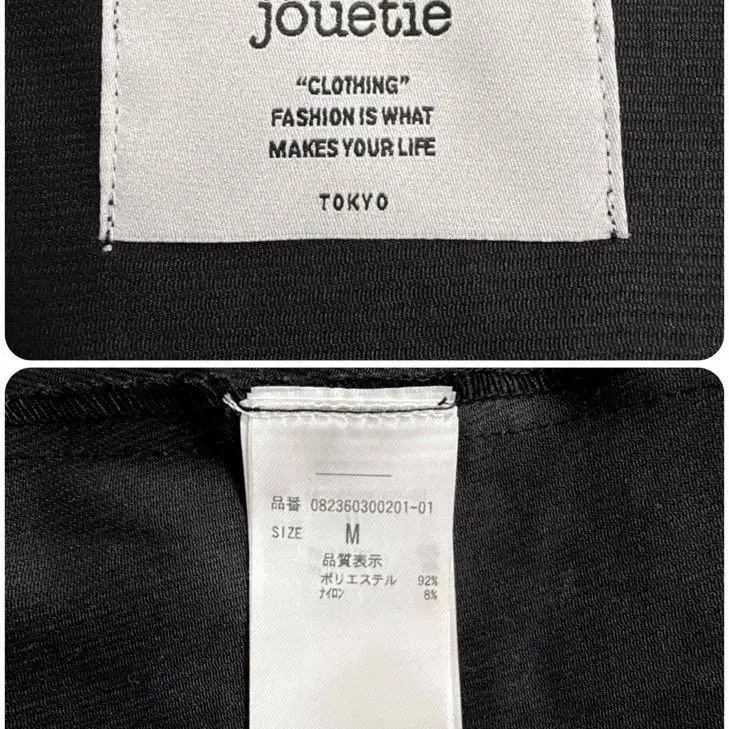 jouetie
“CLOTHING”
FASHION IS WHAT
MAKES YOUR LIFE
TOKYO
品番 082360300201-01
SIZE M
品質表示
ポリエステル 92%
ナイロン 8%